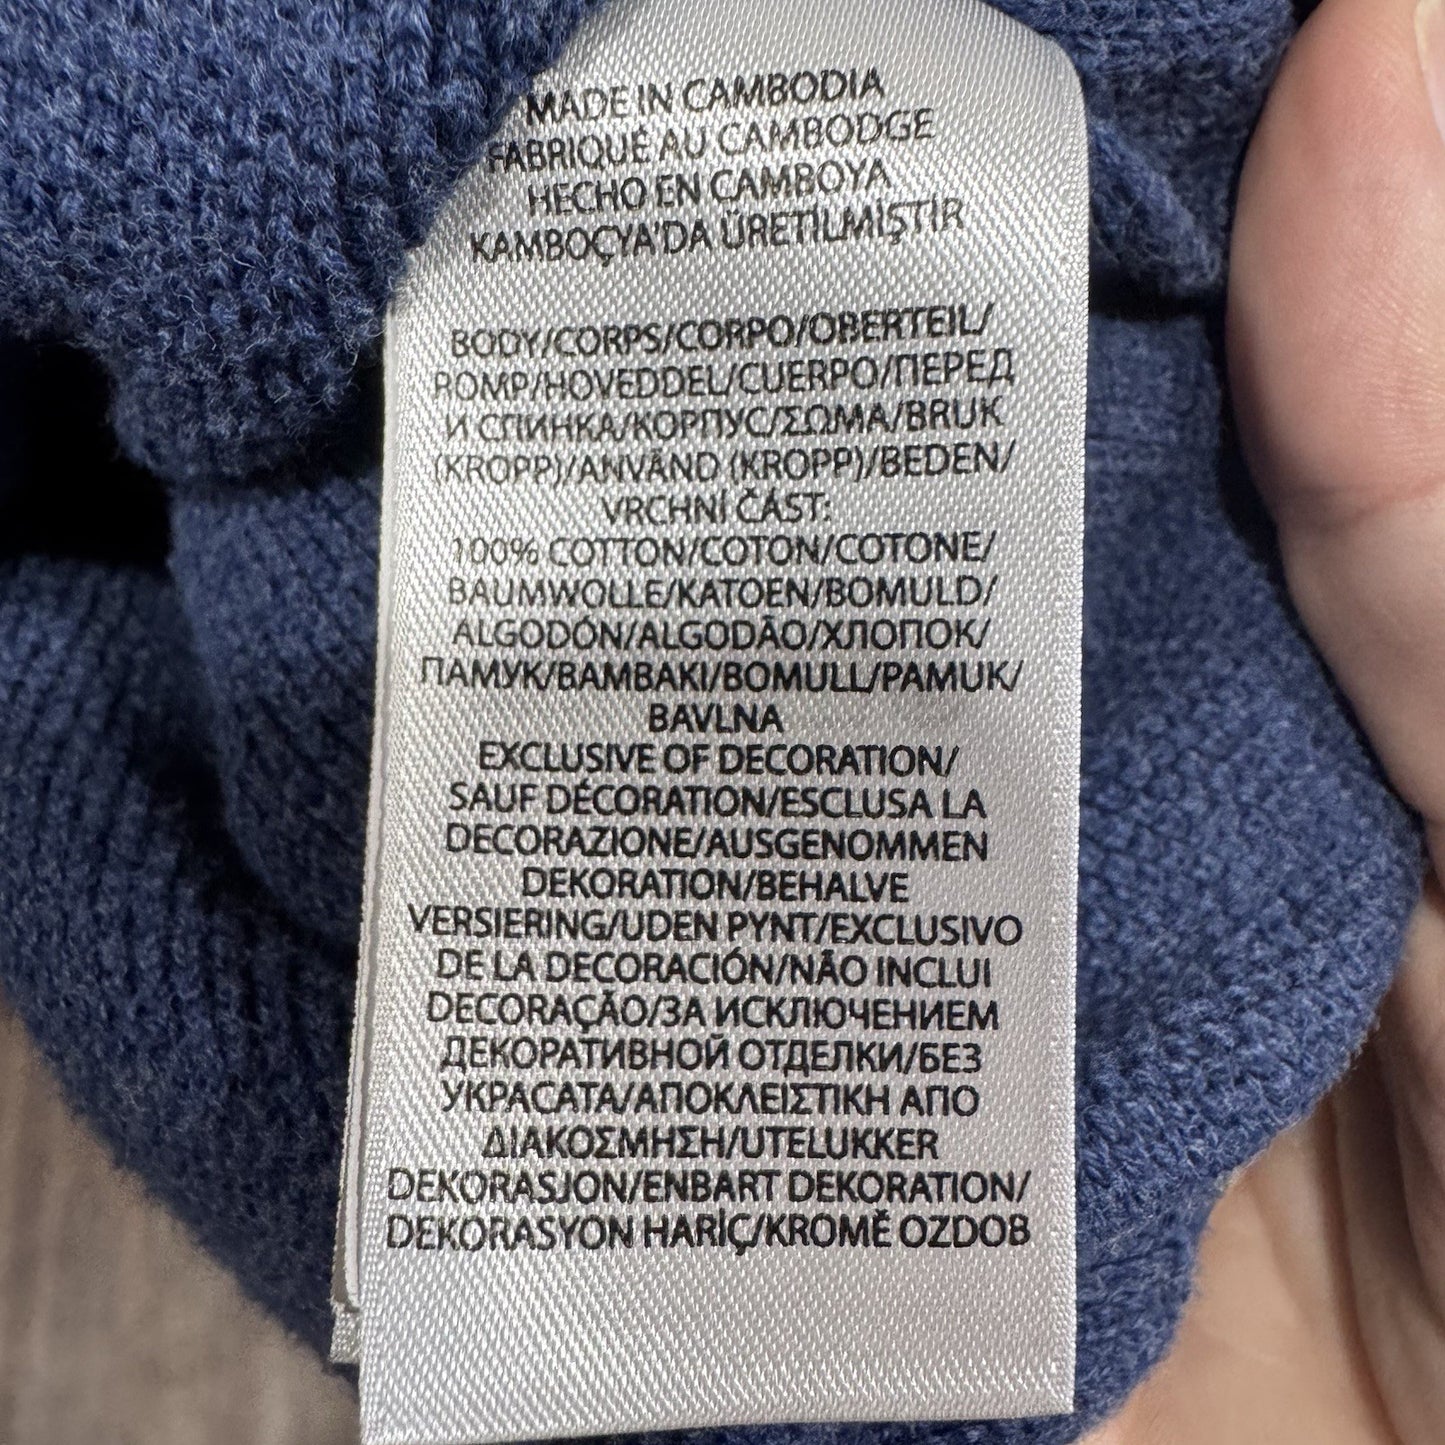 MADE IN CAMBODIA
FABRIQUÉ AU CAMBODGE
HECHO EN CAMBOYA
KAMBOÇYA'DA ÜRETILMİŞTİR
BODY/CORPS/CORPO/OBERTEIL/
ROMP/HOVEDDEL/CUERPO/ПЕРЕД
И СПИНКА/КОРПУС/ΣΩΜΑ/BRUK
(KROPP)/ANVÄND (KROPP)/BEDEN/
VRCHNÍ ČÁST:
100% COTTON/COTON/COTONE/
BAUMWOLLE/KATOEN/BOMULD/
ALGODÓN/ALGODÃO/ХЛОПОК/
ПАМУК/BAMBAKI/BOMULL/PAMUK/
BAVLNA
EXCLUSIVE OF DECORATION/
SAUF DÉCORATION/ESCLUSA LA
DECORAZIONE/AUSGENOMMEN
DEKORATION/BEHALVE
VERSIERING/UDEN PYNT/EXCLUSIVO
DE LA DECORACIÓN/NÃO INCLUI
DECORAÇÃO/ЗА ИСКЛЮЧЕНИЕМ
ДЕКОРАТИВНОЙ ОТДЕЛКИ/БЕЗ
УКРАСАТА/ΑΠΟΚΛΕΙΣΤΙΚΗ ΑΠΟ
ΔΙΑΚΟΣΜΗΣΗ/UTELUKKER
DEKORASJON/ENBART DEKORATION/
DEKORASYON HARİÇ/KROMĚ OZDOB